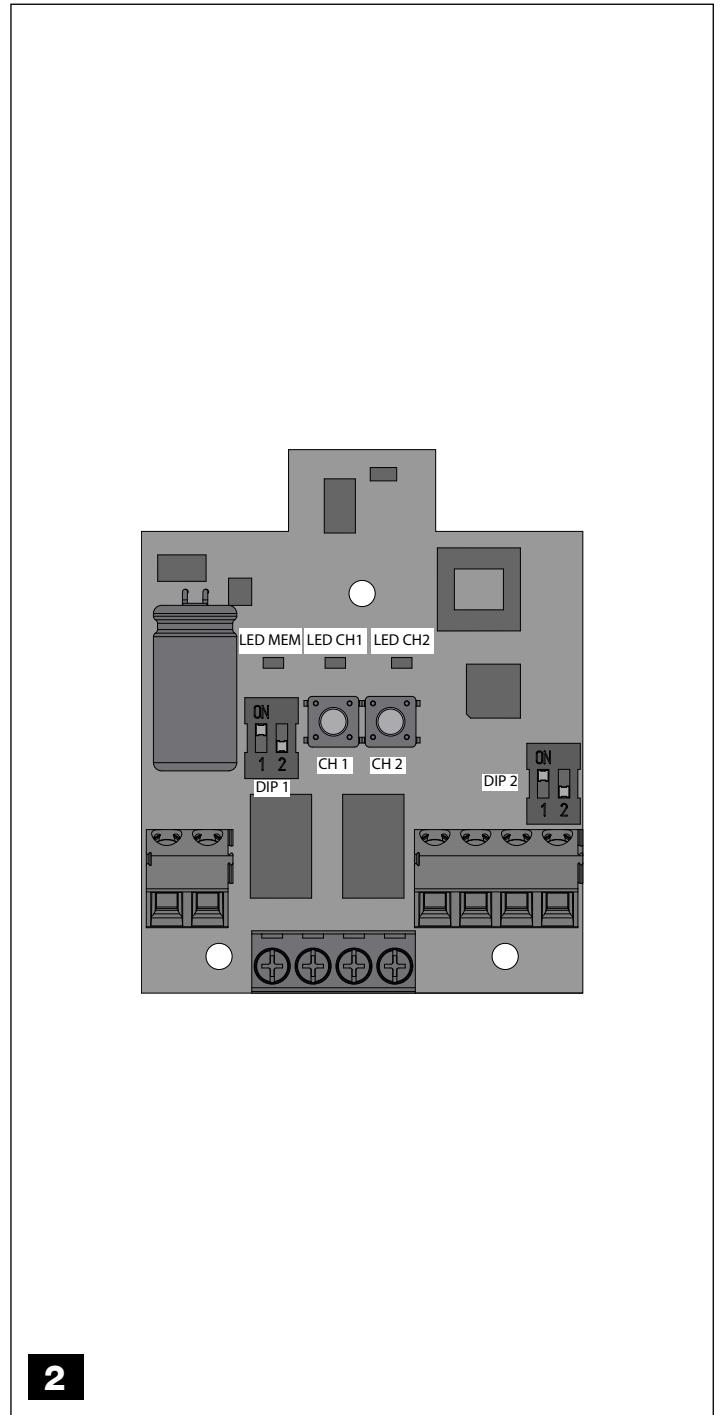 LED MEM LED CH1 LED CH2
ON
1 2
CH 1 CH 2
DIP 1
ON
DIP 2
1 2
2